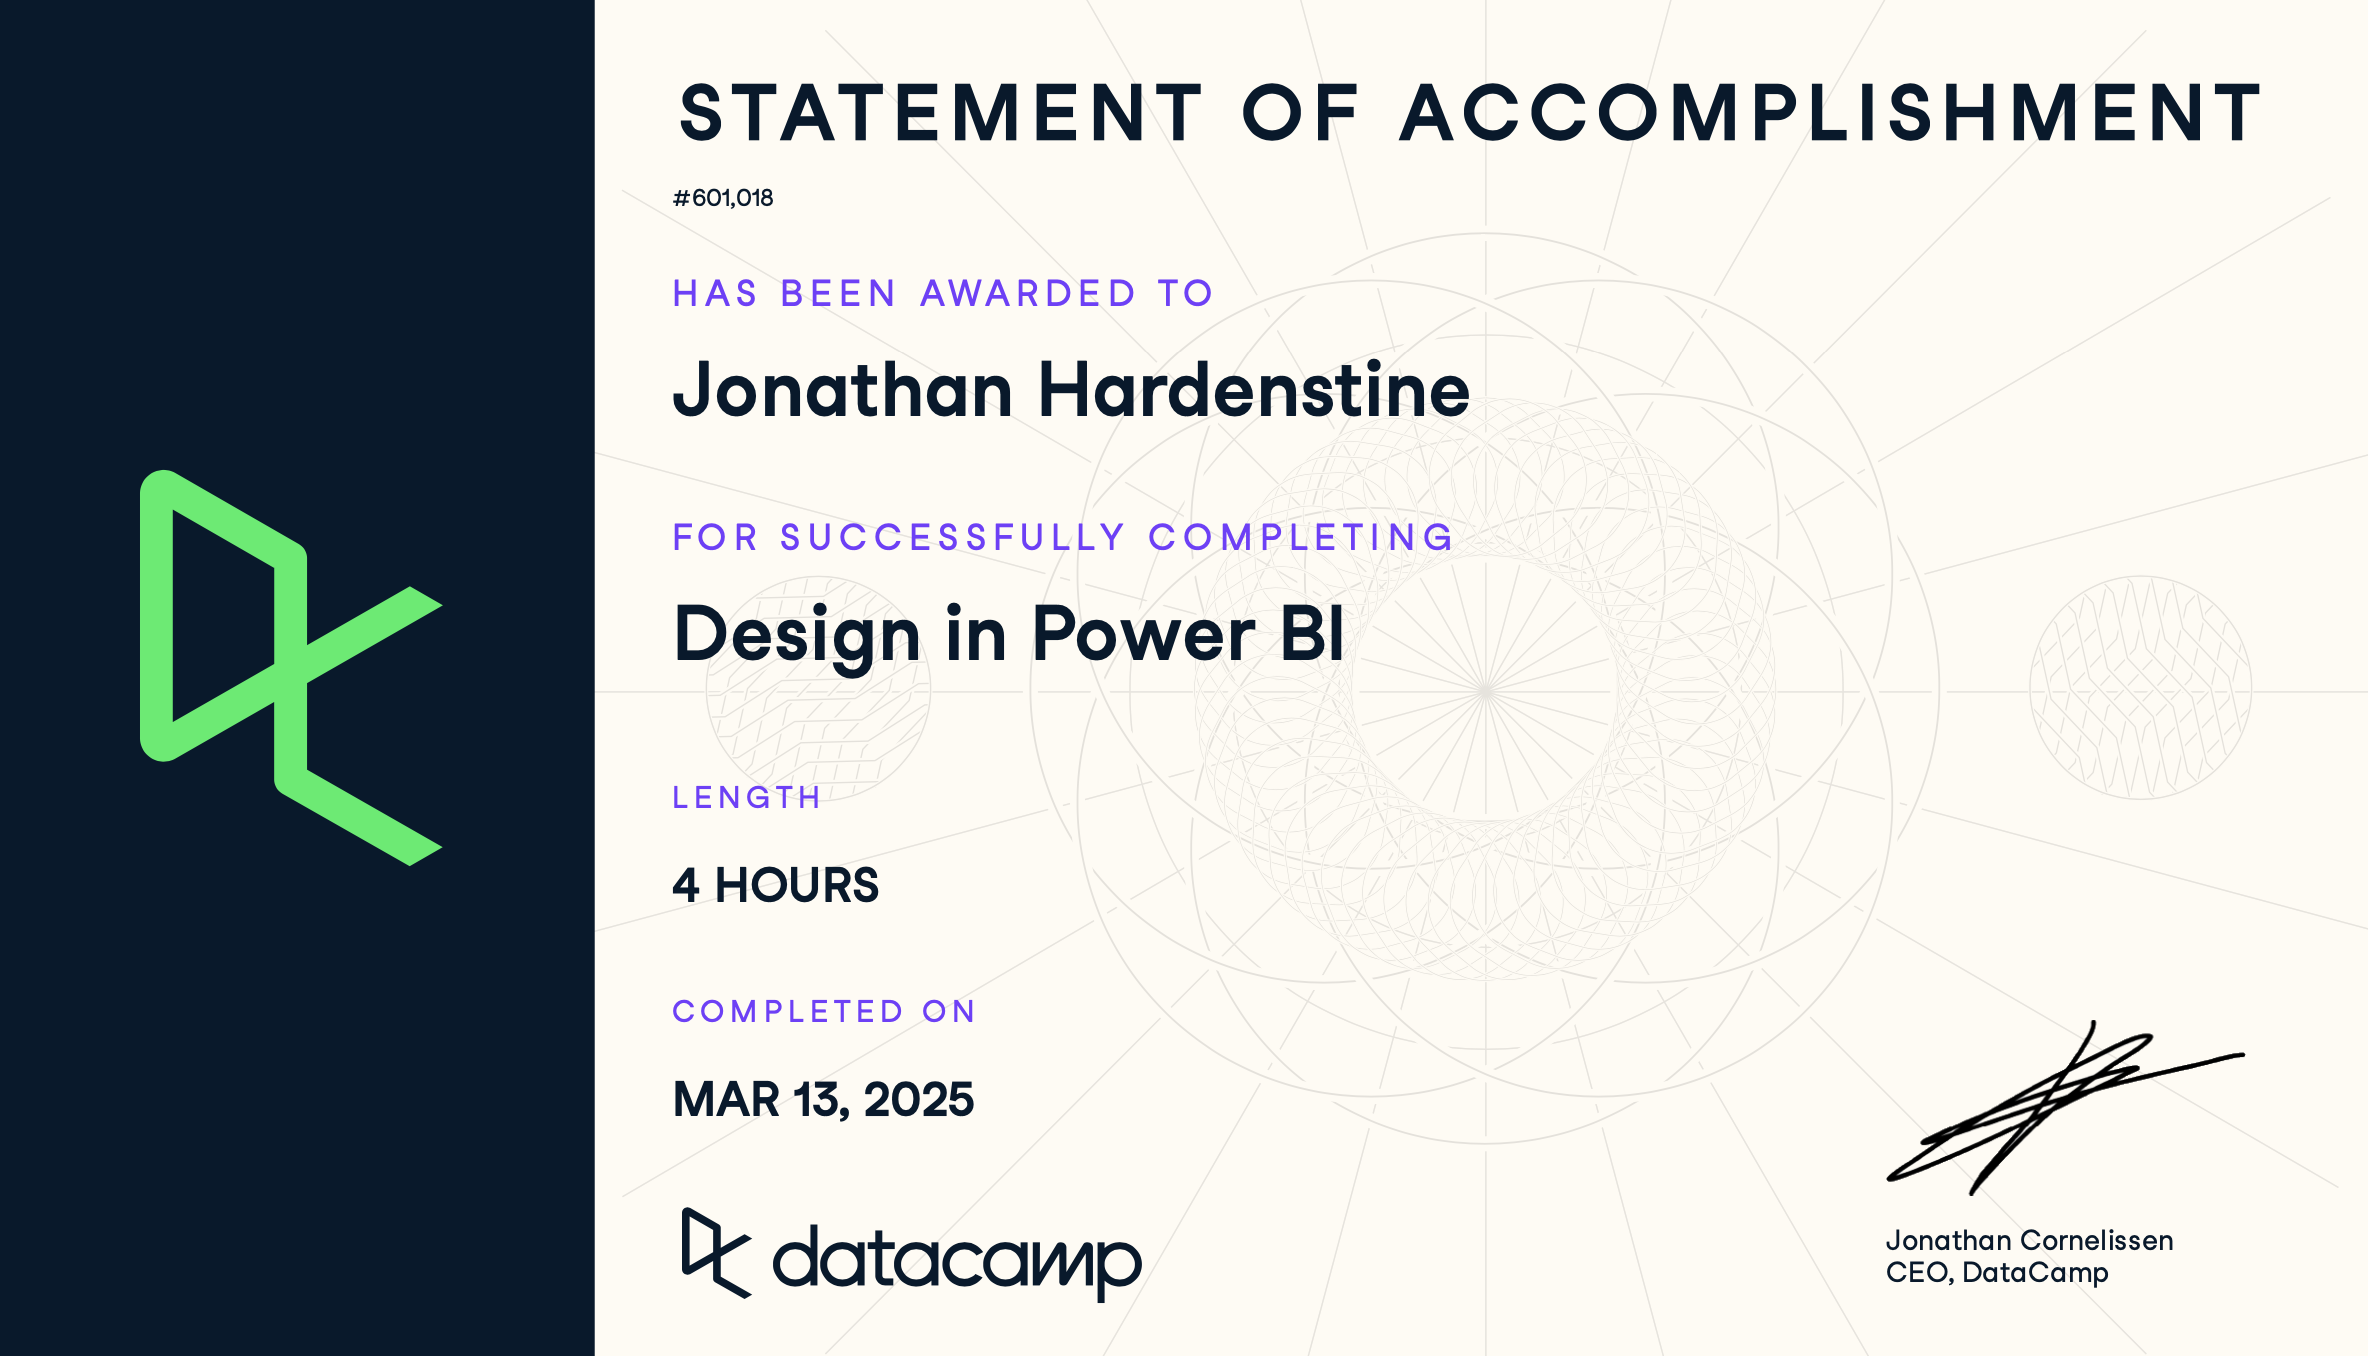 STATEMENT OF ACCOMPLISHMENT
#601,018
HAS BEEN AWARDED TO
Jonathan Hardenstine
FOR SUCCESSFULLY COMPLETING
Design in Power BI
LENGTH
4 HOURS
COMPLETED ON
MAR 13, 2025
datacamp
Jonathan Cornelissen
CEO, DataCamp